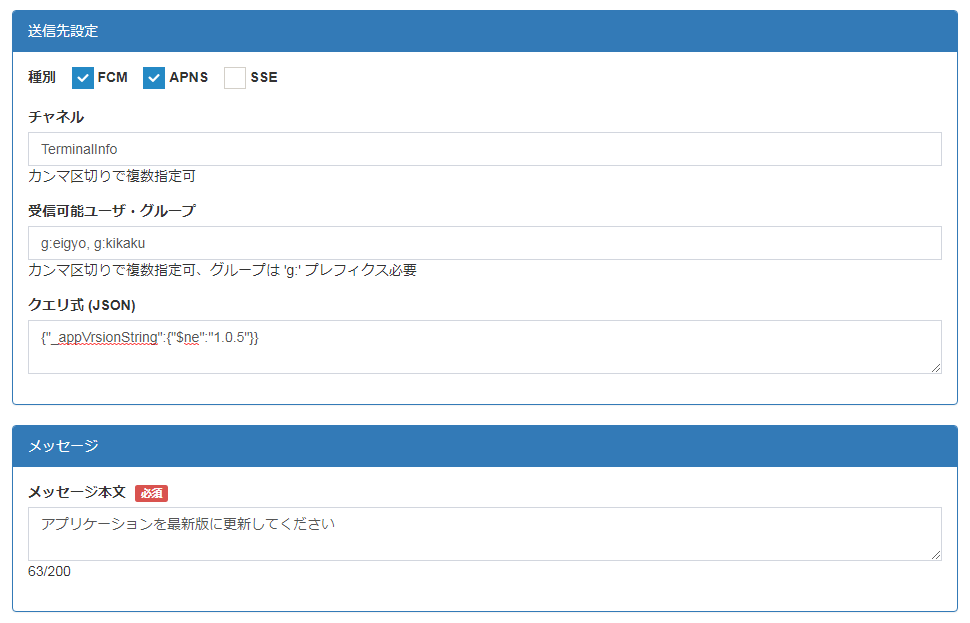 送信先設定
種別 FCM APNS SSE
チャネル
TerminalInfo
カンマ区切りで複数指定可
受信可能ユーザ・グループ
g:eigyo, g:kikaku
カンマ区切りで複数指定可、グループは 'g:' プレフィクス必要
クエリ式 (JSON)
{"_appVrsionString":{"$ne":"1.0.5"}}
メッセージ
メッセージ本文 必須
アプリケーションを最新版に更新してください
63/200